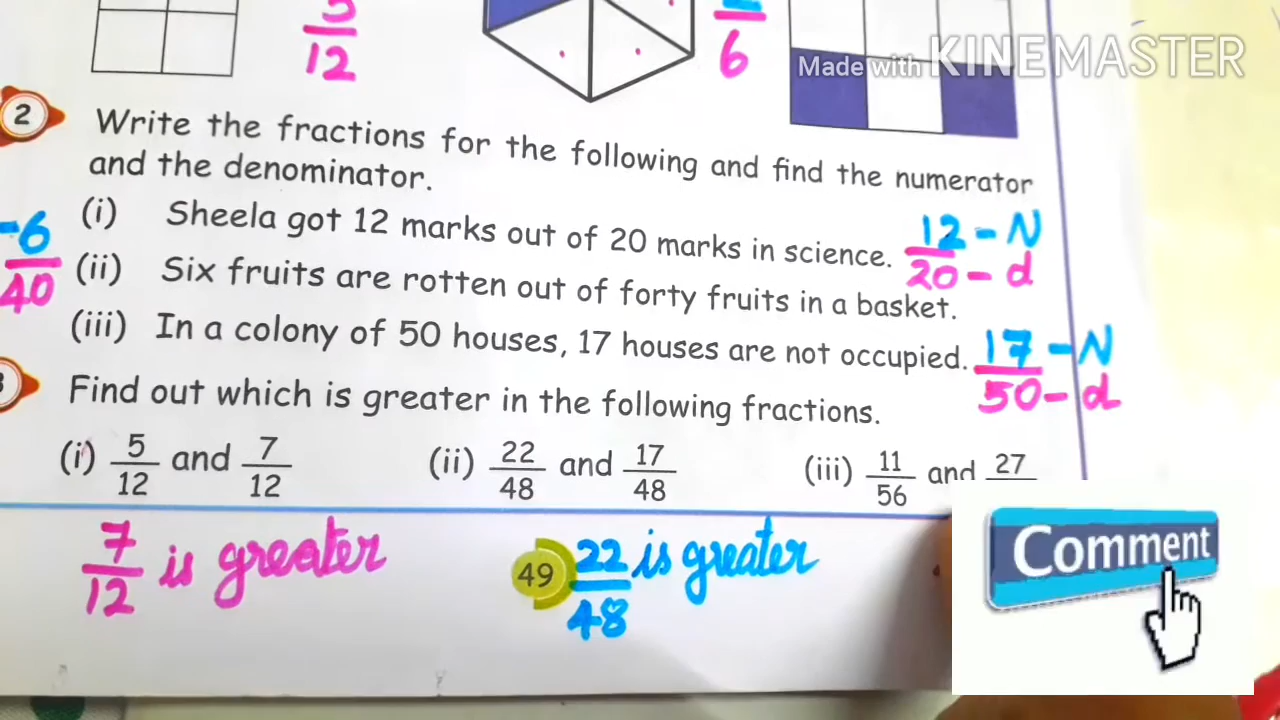 12
6
Made with KINEMASTER
2 Write the fractions for the following and find the numerator
and the denominator.
(i) Sheela got 12 marks out of 20 marks in science. 12 - N
20 - d
-6
40
(ii) Six fruits are rotten out of forty fruits in a basket.
(iii) In a colony of 50 houses, 17 houses are not occupied. 17 - N
50 - d
Find out which is greater in the following fractions.
(i) 5/12 and 7/12 (ii) 22/48 and 17/48 (iii) 11/56 and 27
7/12 is greater
49
22/48 is greater
Comment